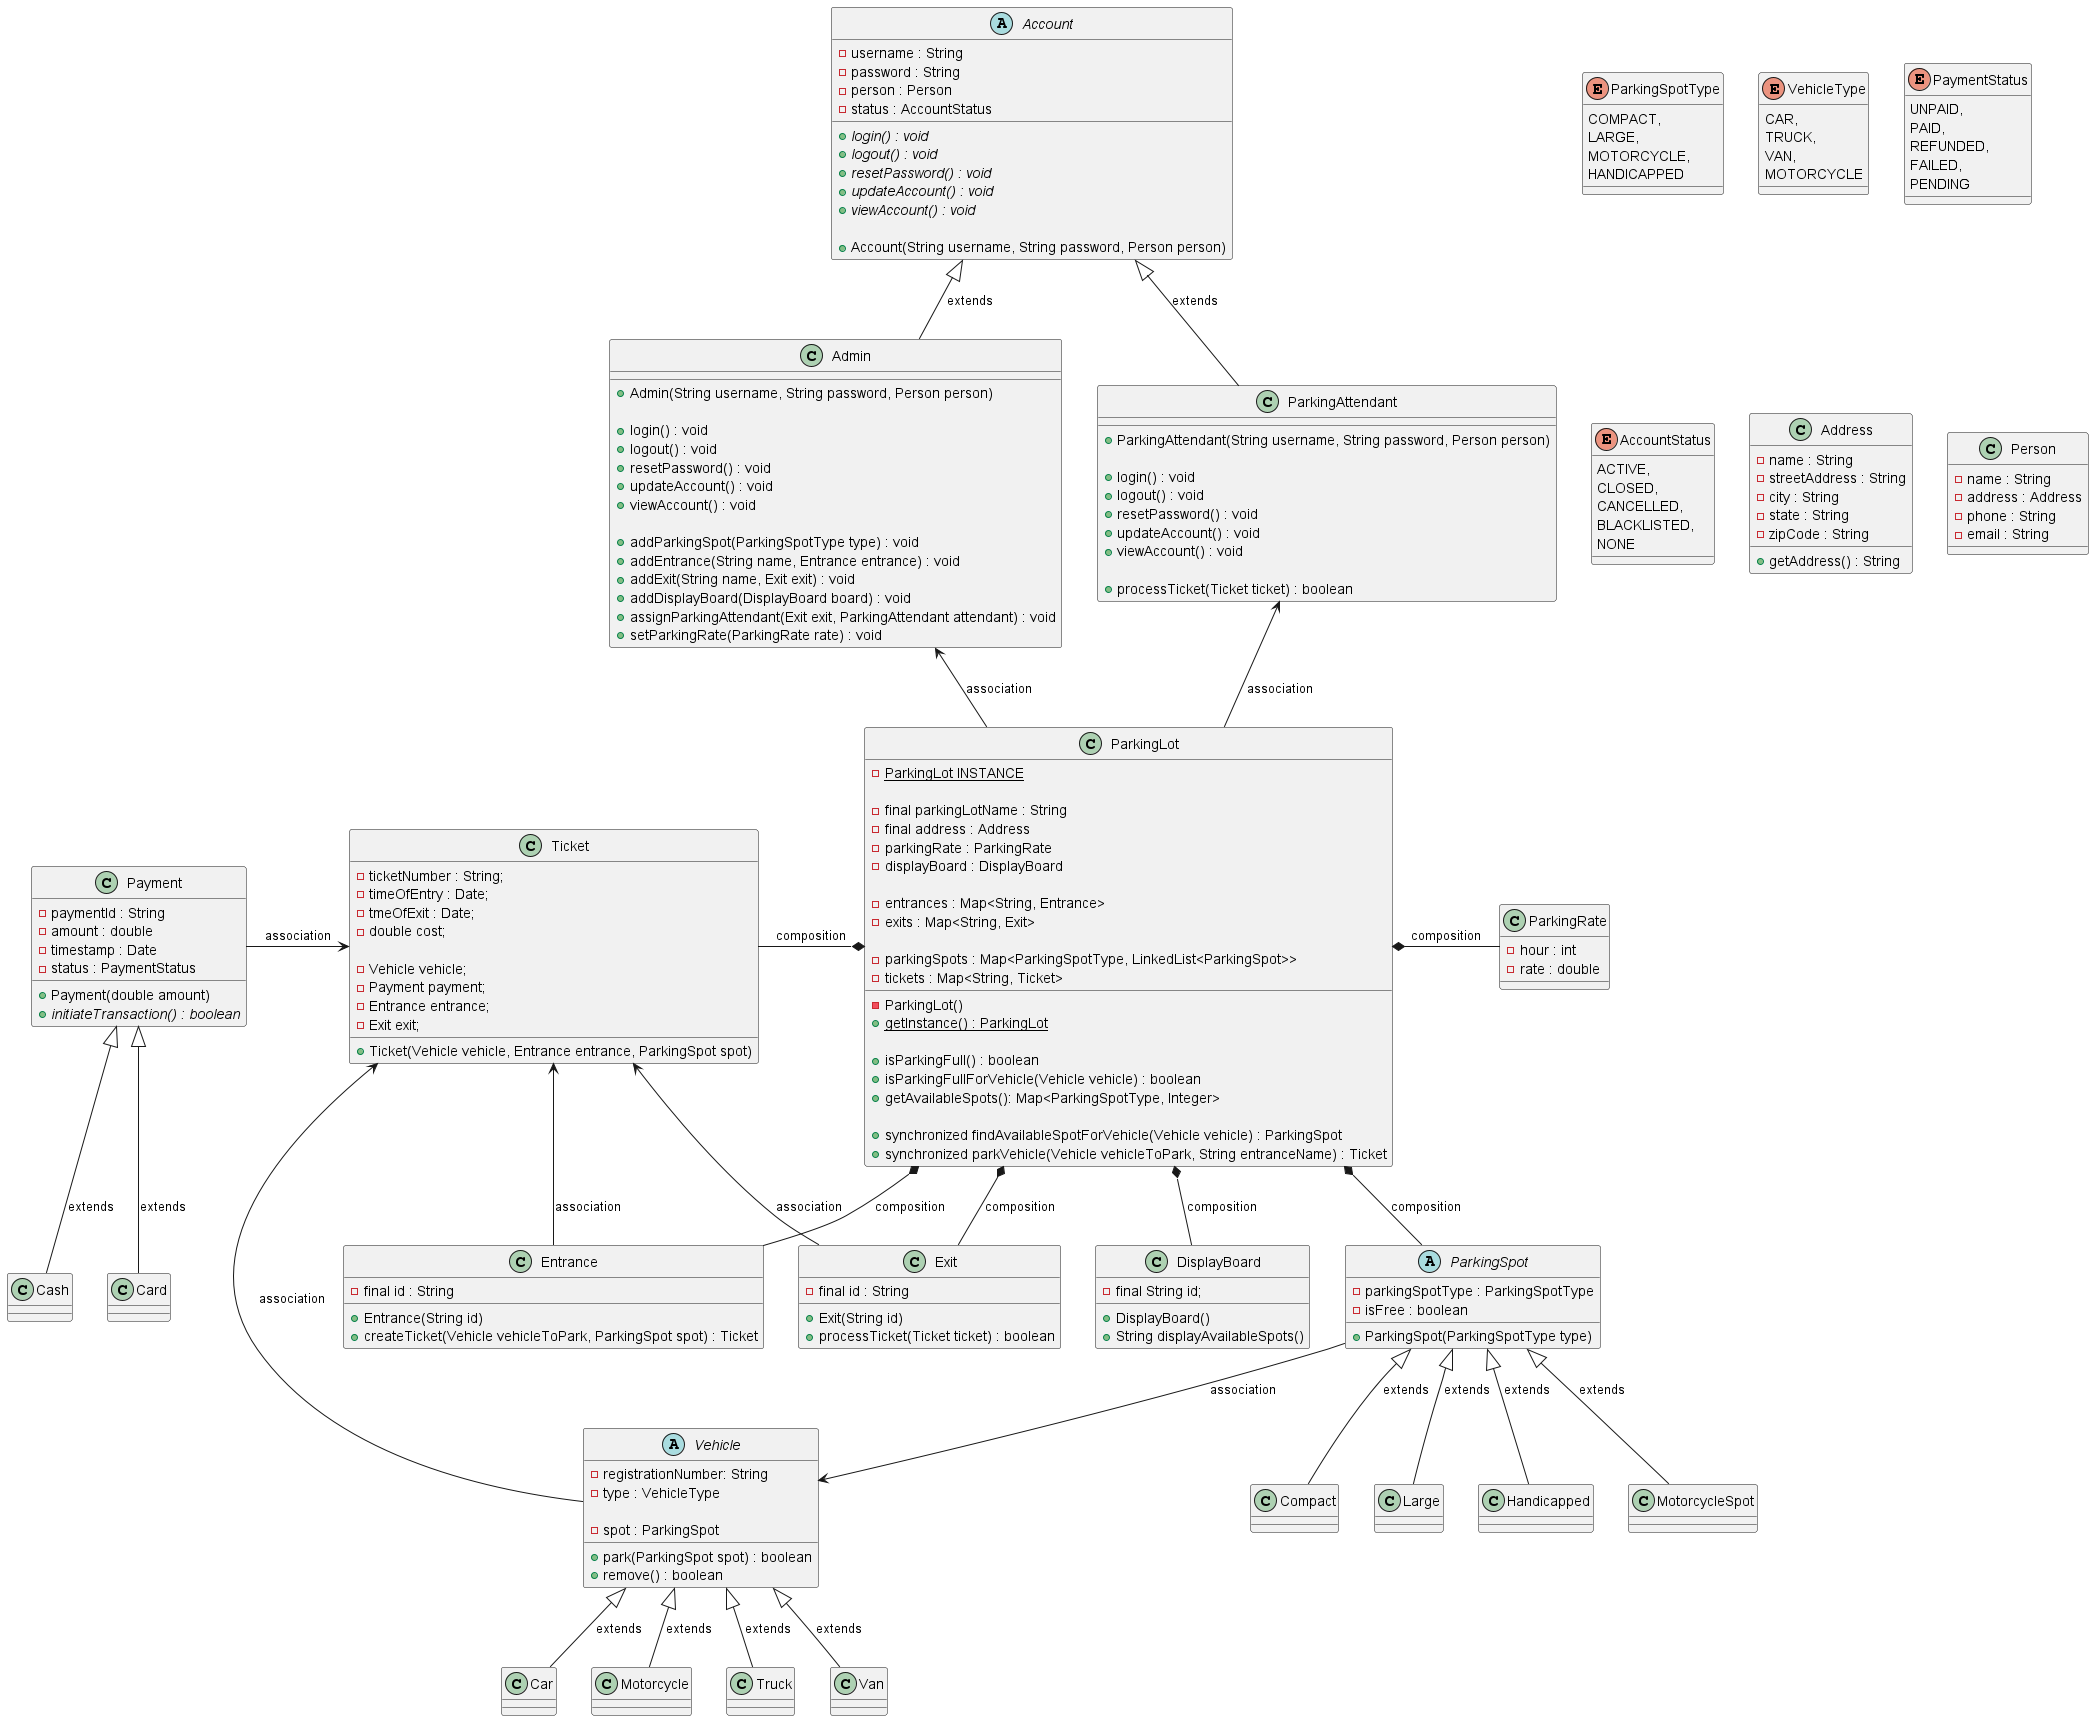 Account
username : String
password : String
person : Person
status : AccountStatus
login() : void
logout() : void
resetPassword() : void
updateAccount() : void
viewAccount() : void
Account(String username, String password, Person person)
ParkingSpotType
COMPACT,
LARGE,
MOTORCYCLE,
HANDICAPPED
VehicleType
CAR,
TRUCK,
VAN,
MOTORCYCLE
PaymentStatus
UNPAID,
PAID,
REFUNDED,
FAILED,
PENDING
extends
extends
Admin
Admin(String username, String password, Person person)
login() : void
logout() : void
resetPassword() : void
updateAccount() : void
viewAccount() : void
addParkingSpot(ParkingSpotType type) : void
addEntrance(String name, Entrance entrance) : void
addExit(String name, Exit exit) : void
addDisplayBoard(DisplayBoard board) : void
assignParkingAttendant(Exit exit, ParkingAttendant attendant) : void
setParkingRate(ParkingRate rate) : void
ParkingAttendant
ParkingAttendant(String username, String password, Person person)
login() : void
logout() : void
resetPassword() : void
updateAccount() : void
viewAccount() : void
processTicket(Ticket ticket) : boolean
AccountStatus
ACTIVE,
CLOSED,
CANCELLED,
BLACKLISTED,
NONE
Address
name : String
streetAddress : String
city : String
state : String
zipCode : String
getAddress() : String
Person
name : String
address : Address
phone : String
email : String
association
association
ParkingLot
ParkingLot INSTANCE
final parkingLotName : String
final address : Address
parkingRate : ParkingRate
displayBoard : DisplayBoard
entrances : Map<String, Entrance>
exits : Map<String, Exit>
parkingSpots : Map<ParkingSpotType, LinkedList<ParkingSpot>>
tickets : Map<String, Ticket>
ParkingLot()
getInstance() : ParkingLot
isParkingFull() : boolean
isParkingFullForVehicle(Vehicle vehicle) : boolean
getAvailableSpots(): Map<ParkingSpotType, Integer>
synchronized findAvailableSpotForVehicle(Vehicle vehicle) : ParkingSpot
synchronized parkVehicle(Vehicle vehicleToPark, String entranceName) : Ticket
Payment
paymentId : String
amount : double
timestamp : Date
status : PaymentStatus
Payment(double amount)
initiateTransaction() : boolean
association
Ticket
ticketNumber : String;
timeOfEntry : Date;
tmeOfExit : Date;
double cost;
Vehicle vehicle;
Payment payment;
Entrance entrance;
Exit exit;
Ticket(Vehicle vehicle, Entrance entrance, ParkingSpot spot)
composition
composition
ParkingRate
hour : int
rate : double
extends
extends
association
association
composition
composition
composition
composition
Cash
Card
association
Entrance
final id : String
Entrance(String id)
createTicket(Vehicle vehicleToPark, ParkingSpot spot) : Ticket
Exit
final id : String
Exit(String id)
processTicket(Ticket ticket) : boolean
DisplayBoard
final String id;
DisplayBoard()
String displayAvailableSpots()
ParkingSpot
parkingSpotType : ParkingSpotType
isFree : boolean
ParkingSpot(ParkingSpotType type)
association
extends
extends
extends
extends
Vehicle
registrationNumber: String
type : VehicleType
spot : ParkingSpot
park(ParkingSpot spot) : boolean
remove() : boolean
Compact
Large
Handicapped
MotorcycleSpot
extends
extends
extends
extends
Car
Motorcycle
Truck
Van